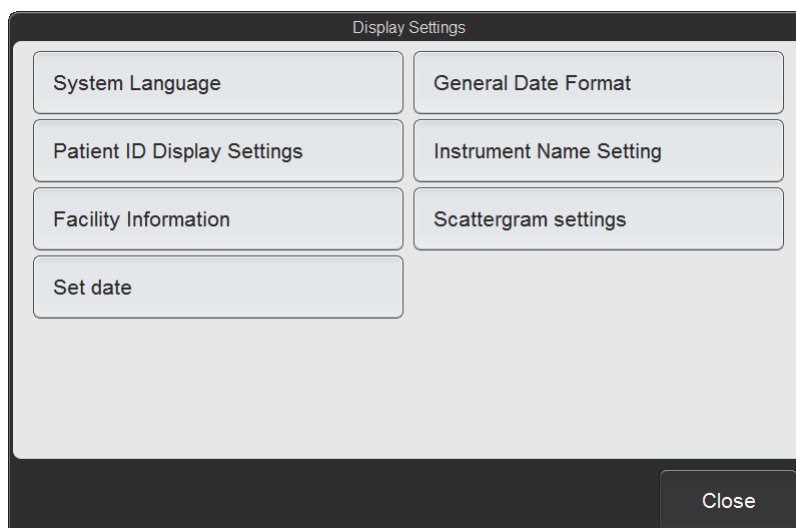 Display Settings
System Language
General Date Format
Patient ID Display Settings
Instrument Name Setting
Facility Information
Scattergram settings
Set date
Close